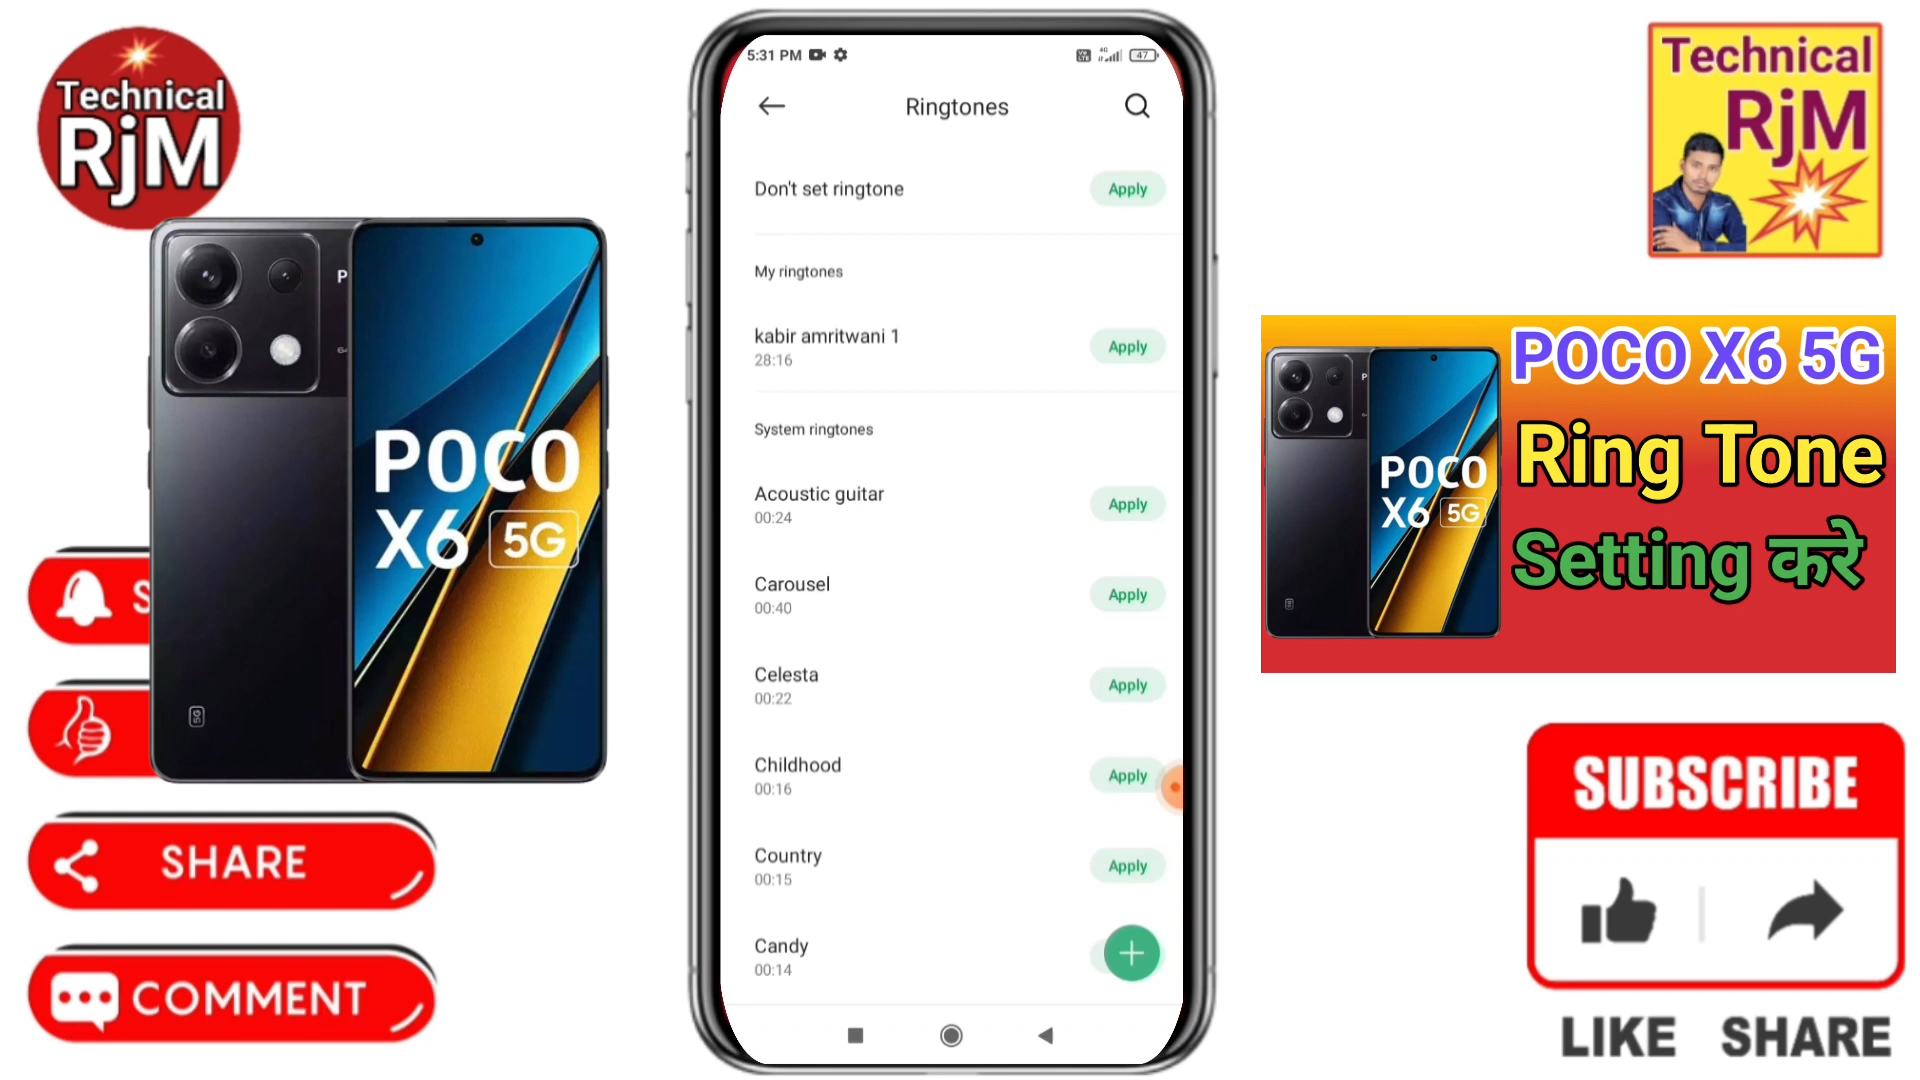 Technical
RjM
POCO
X6 5G
SHARE
COMMENT
5:31 PM
47
Ringtones
Don't set ringtone
Apply
My ringtones
kabir amritwani 1
28:16
Apply
System ringtones
Acoustic guitar
00:24
Apply
Carousel
00:40
Apply
Celesta
00:22
Apply
Childhood
00:16
Apply
Country
00:15
Apply
Candy
00:14
Technical
RjM
POCO X6 5G
Ring Tone
Setting करे
POCO
X6 5G
SUBSCRIBE
LIKE SHARE